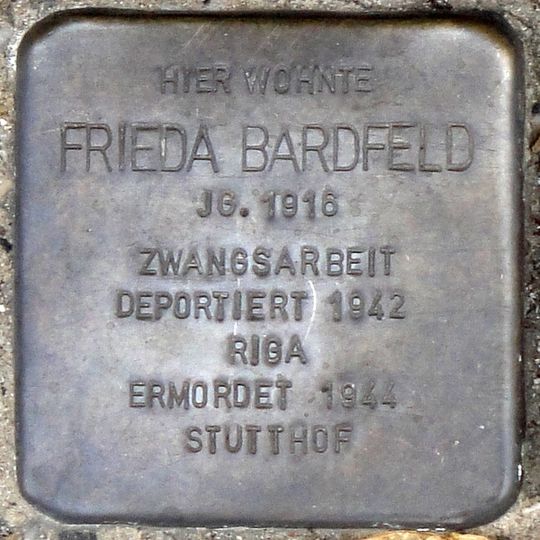 HIER WOHNTE
FRIEDA BARDFELD
JG. 1916
ZWANGSARBEIT
DEPORTIERT 1942
RIGA
ERMORDET 1944
STUTTHOF